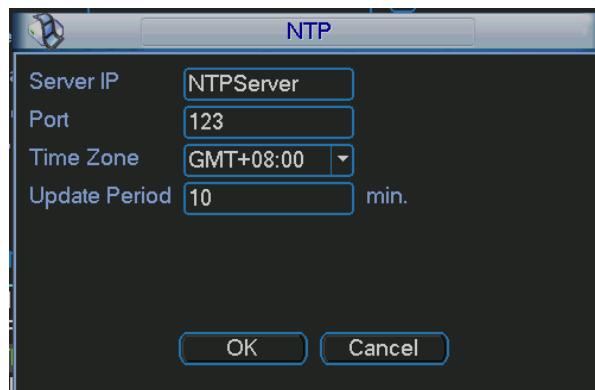 NTP
Server IP NTPServer
Port 123
Time Zone GMT+08:00
Update Period 10 min.
OK Cancel